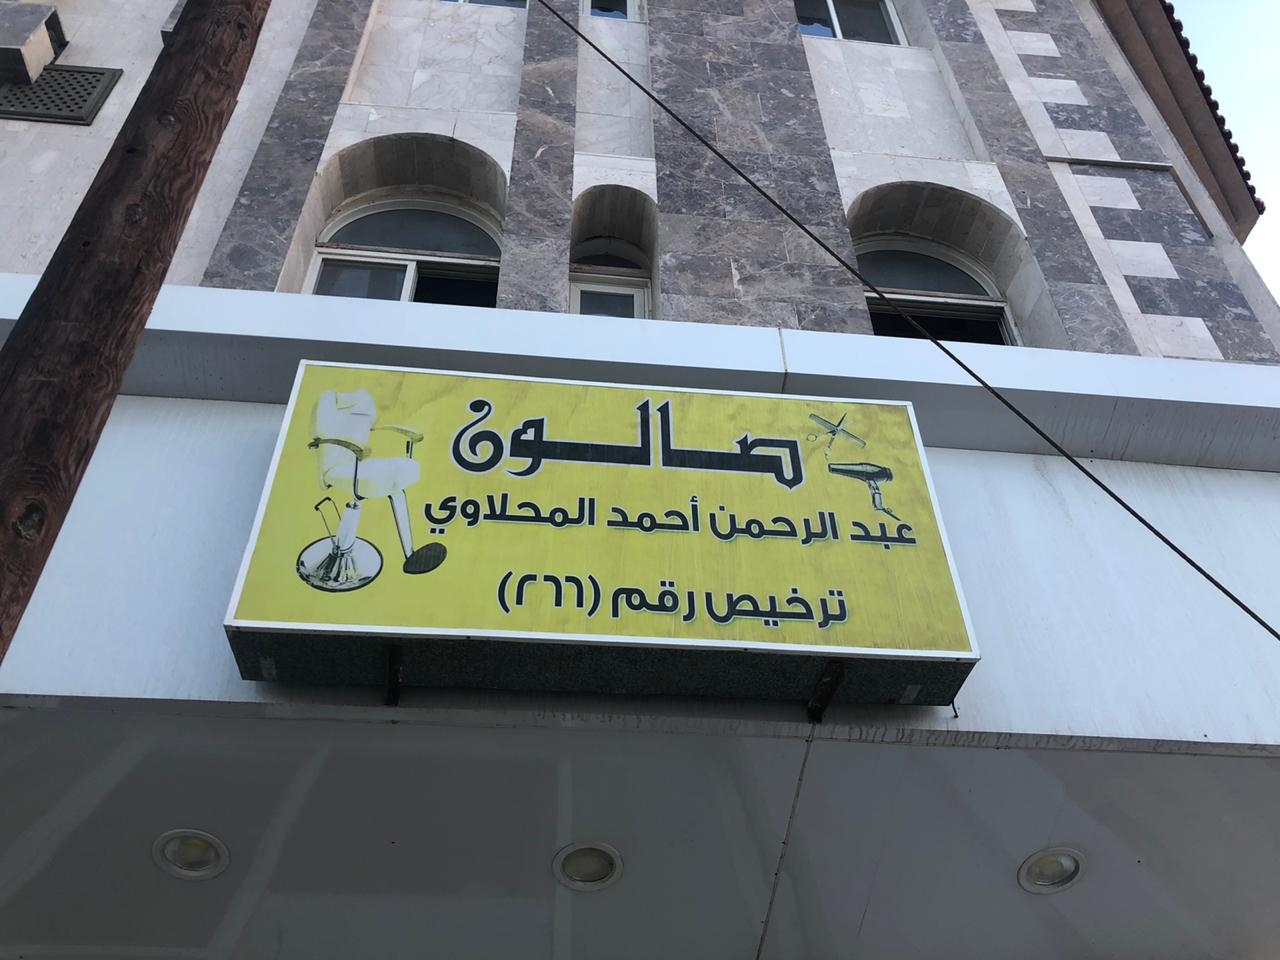 صالون
عبد الرحمن أحمد المحلاوي
ترخيص رقم (٢٦٦)